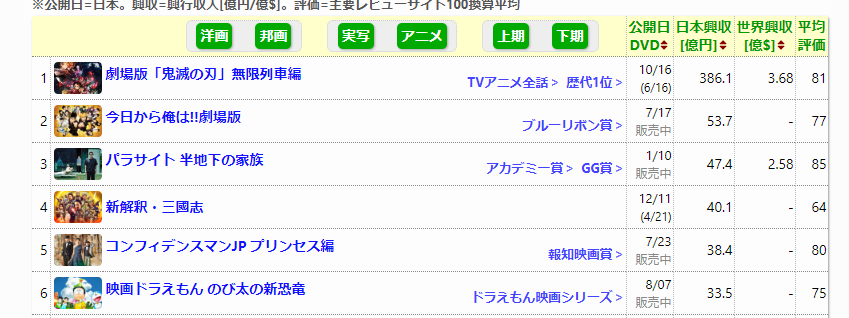 ※公開日=日本。興収=興行収入[億円/億$]。評価=主要レビューサイト100換算平均
洋画 邦画 実写 アニメ 上期 下期 公開日 DVD 日本興収 [億円] 世界興収 [億$] 平均 評価
1 劇場版「鬼滅の刃」無限列車編 TVアニメ全話> 歴代1位> 10/16 (6/16) 386.1 3.68 81
2 今日から俺は!!劇場版 ブルーリボン賞> 7/17 販売中 53.7 - 77
3 パラサイト 半地下の家族 アカデミー賞> GG賞> 1/10 販売中 47.4 2.58 85
4 新解釈・三國志 12/11 (4/21) 40.1 - 64
5 コンフィデンスマンJP プリンセス編 報知映画賞> 7/23 販売中 38.4 - 80
6 映画ドラえもん のび太の新恐竜 ドラえもん映画シリーズ> 8/07 販売中 33.5 - 75